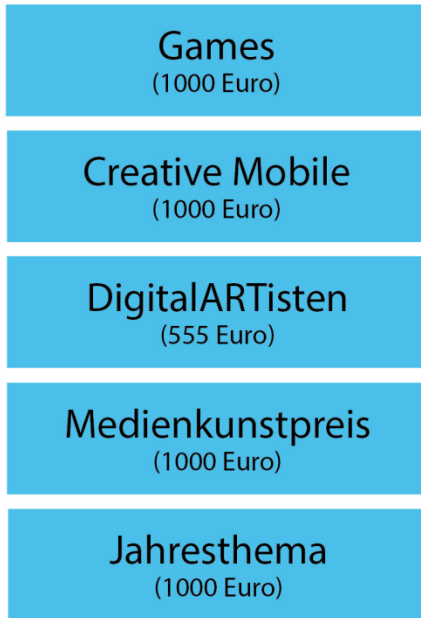 Games
(1000 Euro)
Creative Mobile
(1000 Euro)
DigitalARTisten
(555 Euro)
Medienkunstpreis
(1000 Euro)
Jahresthema
(1000 Euro)